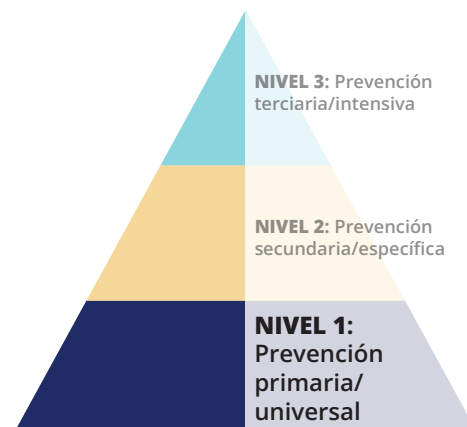 NIVEL 3: Prevención
terciaria/intensiva
NIVEL 2: Prevención
secundaria/específica
NIVEL 1:
Prevención
primaria/
universal